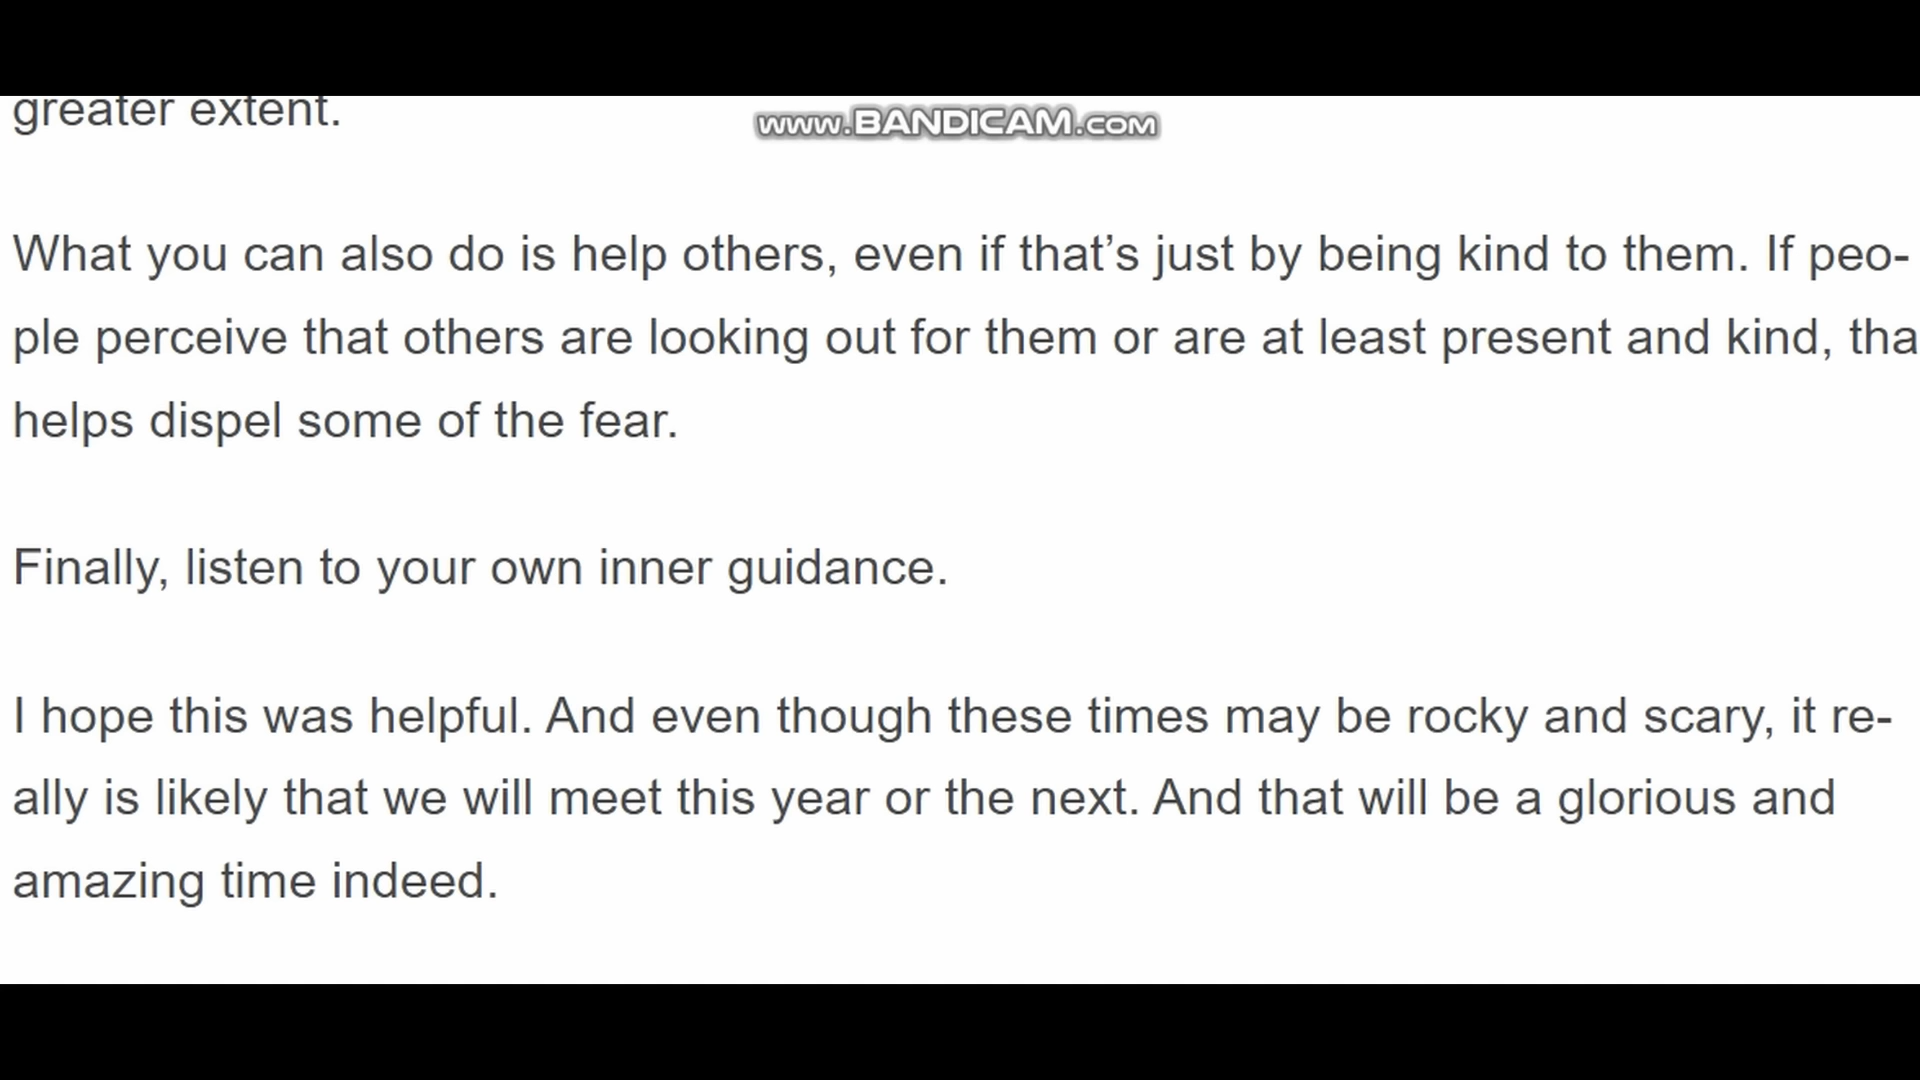 greater extent.
www.BANDICAM.com
What you can also do is help others, even if that’s just by being kind to them. If peo-
ple perceive that others are looking out for them or are at least present and kind, tha
helps dispel some of the fear.
Finally, listen to your own inner guidance.
I hope this was helpful. And even though these times may be rocky and scary, it re-
ally is likely that we will meet this year or the next. And that will be a glorious and
amazing time indeed.